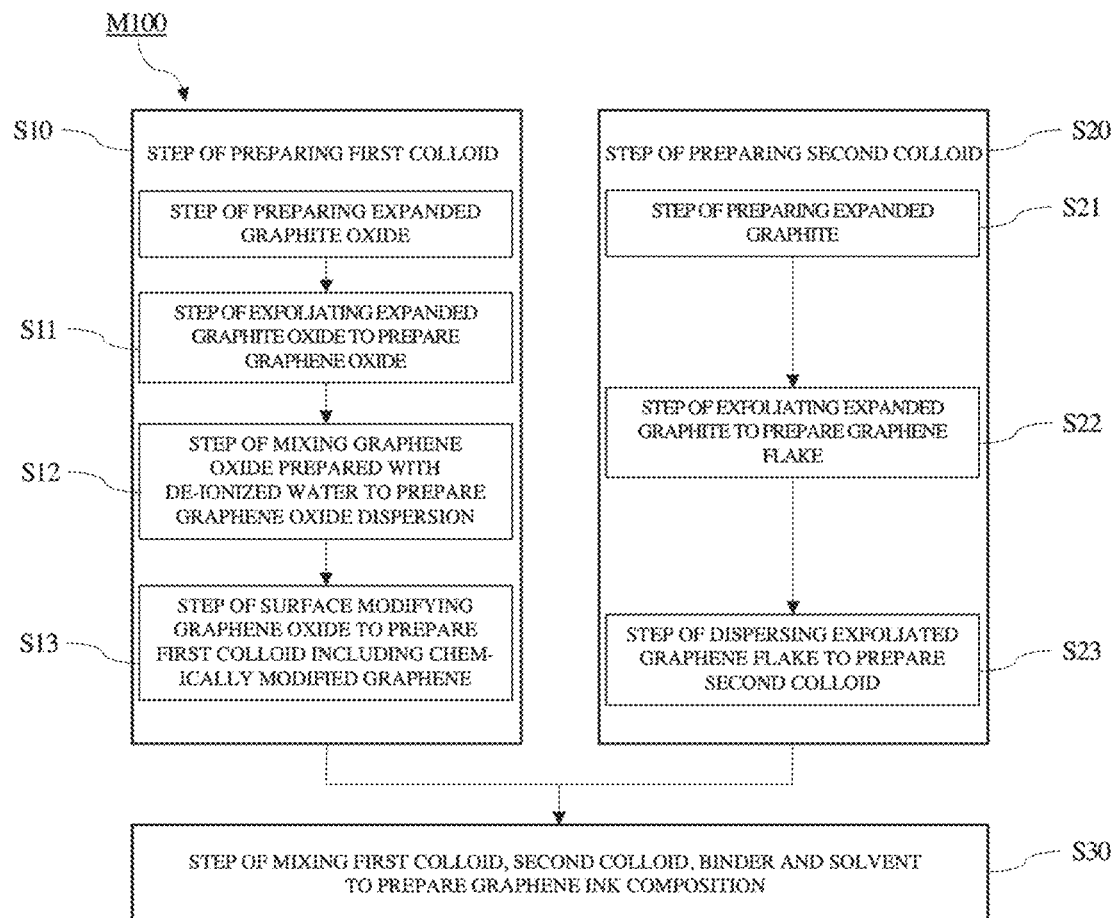 M100
S10
STEP OF PREPARING FIRST COLLOID
STEP OF PREPARING EXPANDED
GRAPHITE OXIDE
S11
STEP OF EXFOLIATING EXPANDED
GRAPHITE OXIDE TO PREPARE
GRAPHENE OXIDE
S12
STEP OF MIXING GRAPHENE
OXIDE PREPARED WITH
DE-IONIZED WATER TO PREPARE
GRAPHENE OXIDE DISPERSION
S13
STEP OF SURFACE MODIFYING
GRAPHENE OXIDE TO PREPARE
FIRST COLLOID INCLUDING CHEM-
ICALLY MODIFIED GRAPHENE
S20
STEP OF PREPARING SECOND COLLOID
S21
STEP OF PREPARING EXPANDED
GRAPHITE
S22
STEP OF EXFOLIATING EXPANDED
GRAPHITE TO PREPARE GRAPHENE
FLAKE
S23
STEP OF DISPERSING EXFOLIATED
GRAPHENE FLAKE TO PREPARE
SECOND COLLOID
S30
STEP OF MIXING FIRST COLLOID, SECOND COLLOID, BINDER AND SOLVENT
TO PREPARE GRAPHENE INK COMPOSITION